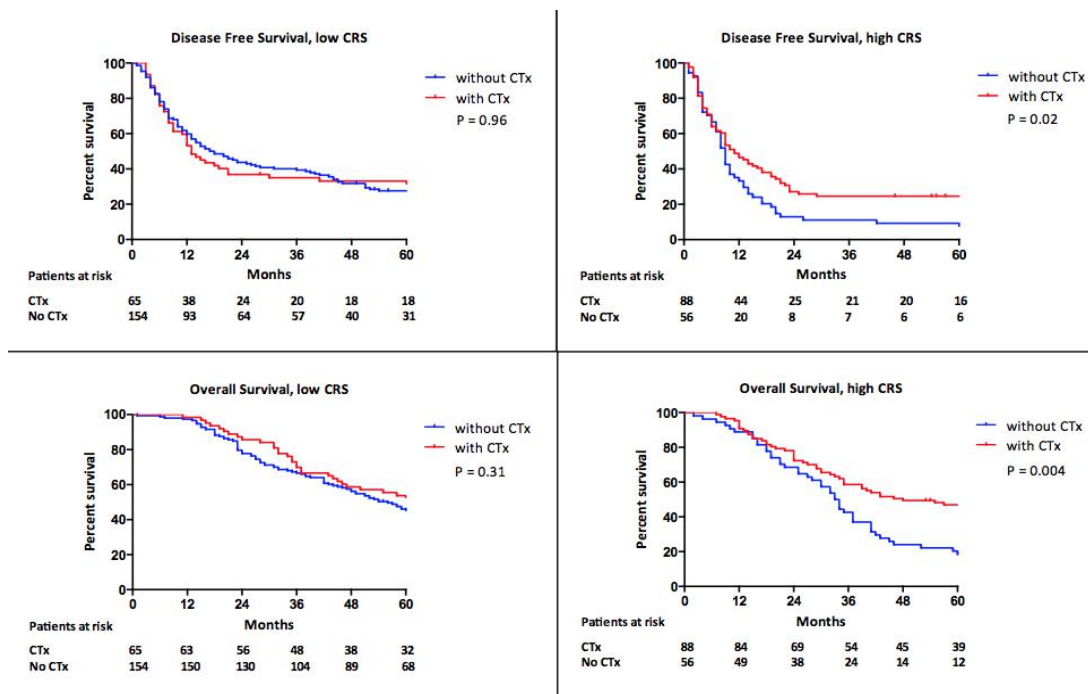 Disease Free Survival, low CRS
Percent survival
100
80
60
40
20
0
0 12 24 36 48 60
Months
without CTx
with CTx
P = 0.96
Patients at risk
CTx 65 38 24 20 18 18
No CTx 154 93 64 57 40 31
Disease Free Survival, high CRS
Percent survival
100
80
60
40
20
0
0 12 24 36 48 60
Months
without CTx
with CTx
P = 0.02
Patients at risk
CTx 88 44 25 21 20 16
No CTx 56 20 8 7 6 6
Overall Survival, low CRS
Percent survival
100
80
60
40
20
0
0 12 24 36 48 60
Months
without CTx
with CTx
P = 0.31
Patients at risk
CTx 65 63 56 48 38 32
No CTx 154 150 130 104 89 68
Overall Survival, high CRS
Percent survival
100
80
60
40
20
0
0 12 24 36 48 60
Months
without CTx
with CTx
P = 0.004
Patients at risk
CTx 88 84 69 54 45 39
No CTx 56 49 38 24 14 12